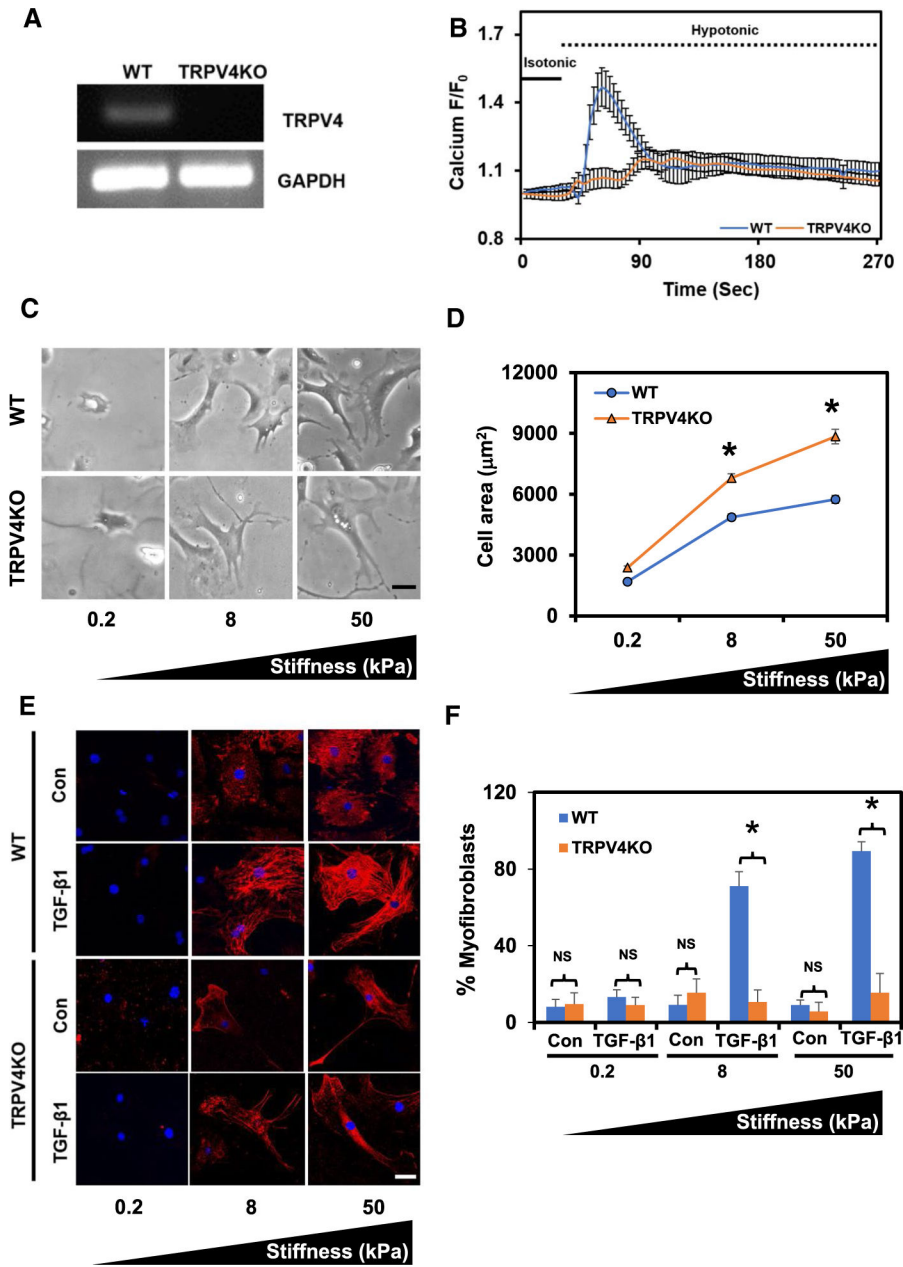 A
WT TRPV4KO
TRPV4
GAPDH
B
1.7
1.4
1.1
0.8
Calcium F/F0
Isotonic
Hypotonic
WT TRPV4KO
0 90 180 270
Time (Sec)
C
WT
TRPV4KO
0.2 8 50
Stiffness (kPa)
D
12000
9000
6000
3000
0
Cell area (μm²)
WT
TRPV4KO
*
*
0.2 8 50
Stiffness (kPa)
E
WT
Con
TGF-β1
TRPV4KO
Con
TGF-β1
0.2 8 50
Stiffness (kPa)
F
120
80
40
0
% Myofibroblasts
WT
TRPV4KO
NS NS NS * NS *
Con TGF-β1 Con TGF-β1 Con TGF-β1
0.2 8 50
Stiffness (kPa)